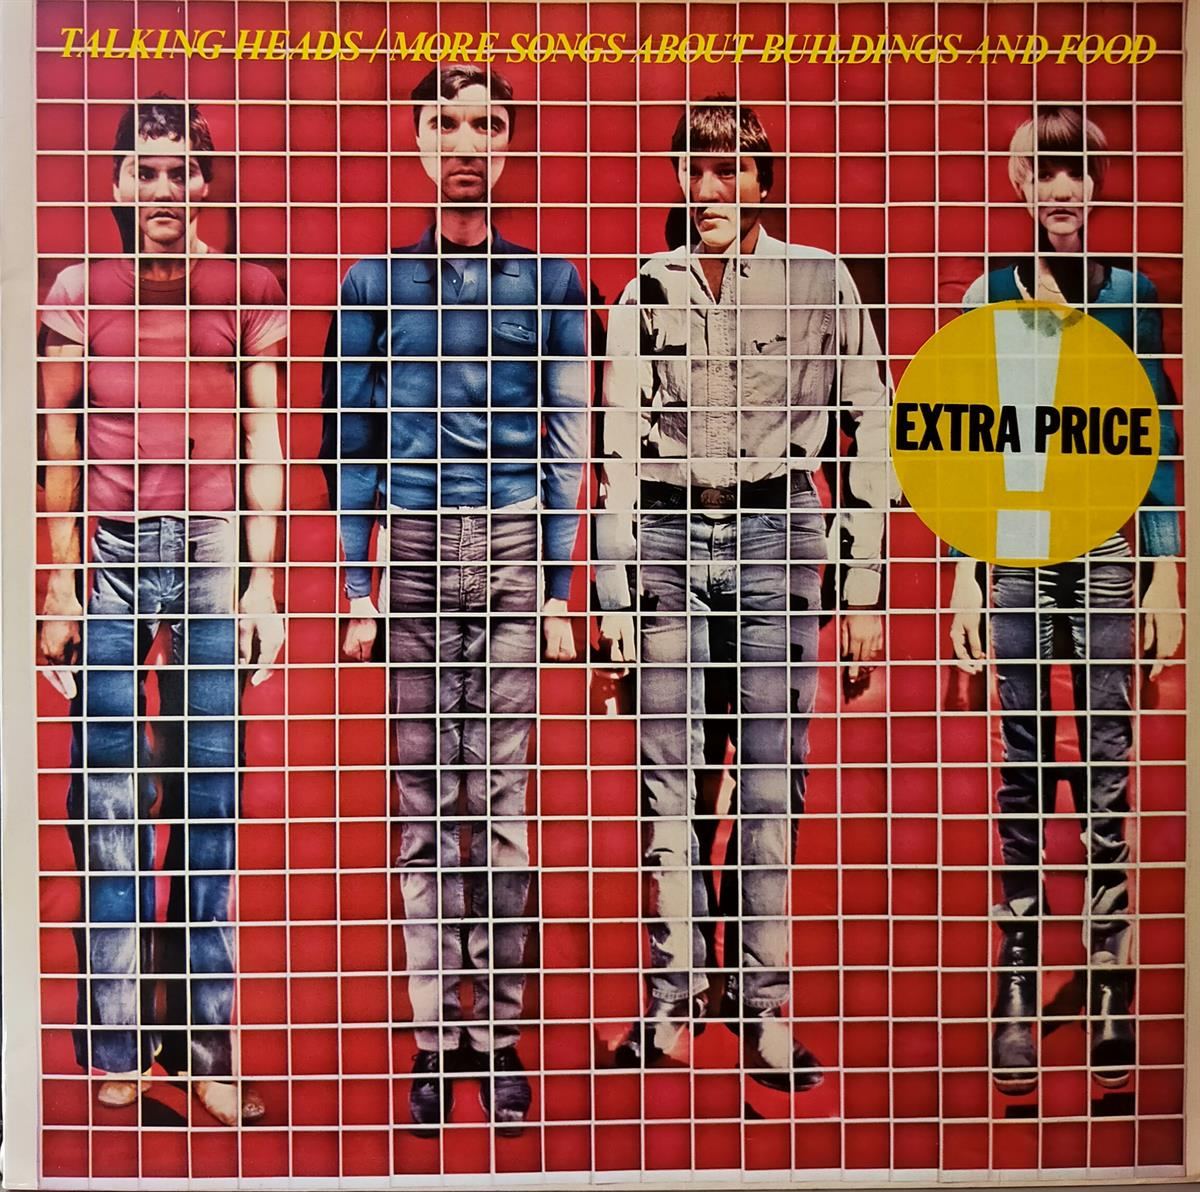 TALKING HEADS / MORE SONGS ABOUT BUILDINGS AND FOOD
EXTRA PRICE